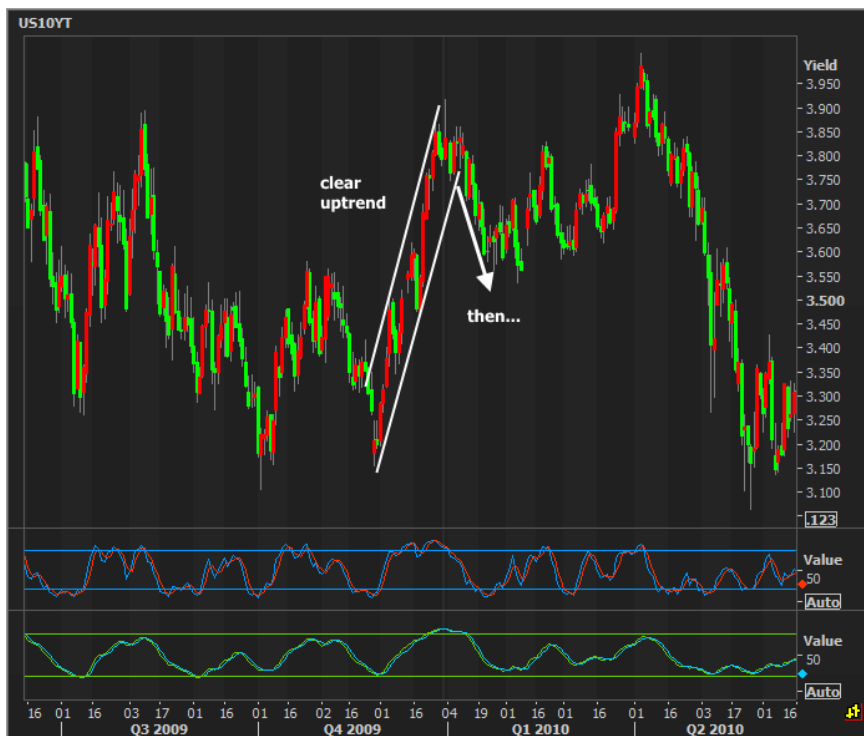 US10YT
Yield
3.950
3.900
3.850
3.800
3.750
3.700
3.650
3.600
3.550
3.500
3.450
3.400
3.350
3.300
3.250
3.200
3.150
3.100
.123
clear
uptrend
then...
Value
50
Auto
Value
50
Auto
16 01 16 03 17 01 16 01 16 02 16 01 16 04 19 01 16 01 16 01 16 03 17 01 16
Q3 2009 Q4 2009 Q1 2010 Q2 2010